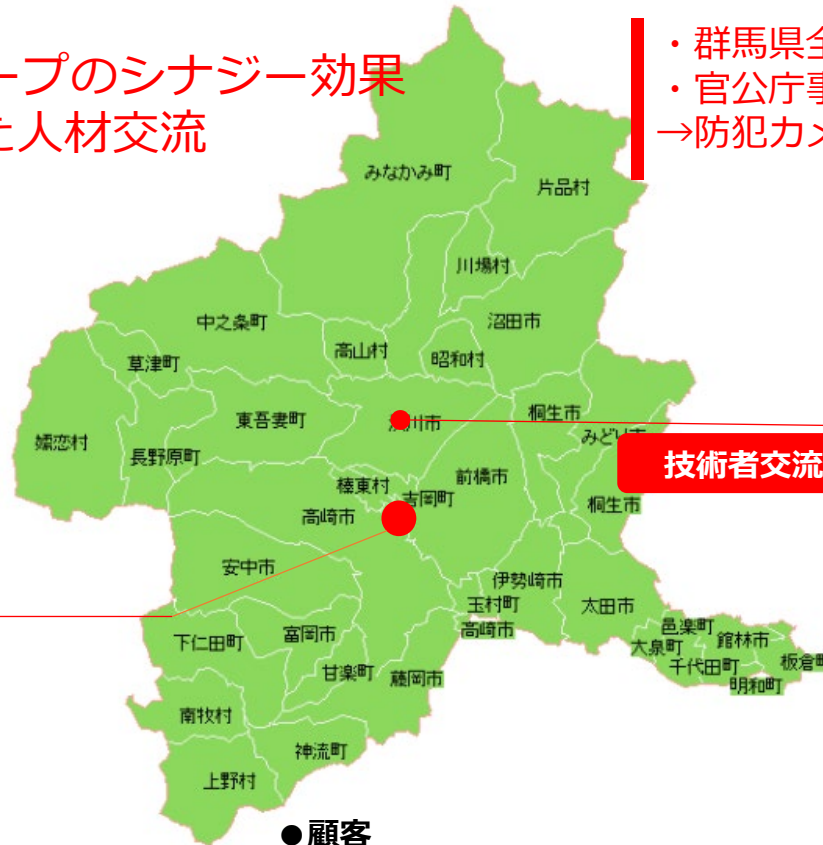 ープのシナジー効果
た人材交流
・群馬県全
・官公庁事
→防犯カメ
みなかみ町
片品村
川場村
中之条町
沼田市
高山村
昭和村
草津町
東吾妻町
川市
桐生市
嬬恋村
長野原町
みどり市
技術者交流
榛東村
前橋市
吉岡町
高崎市
桐生市
安中市
伊勢崎市
玉村町
太田市
高崎市
邑楽町
館林市
大泉町
板倉町
千代田町
明和町
下仁田町
富岡市
甘楽町
藤岡市
南牧村
神流町
上野村
●顧客